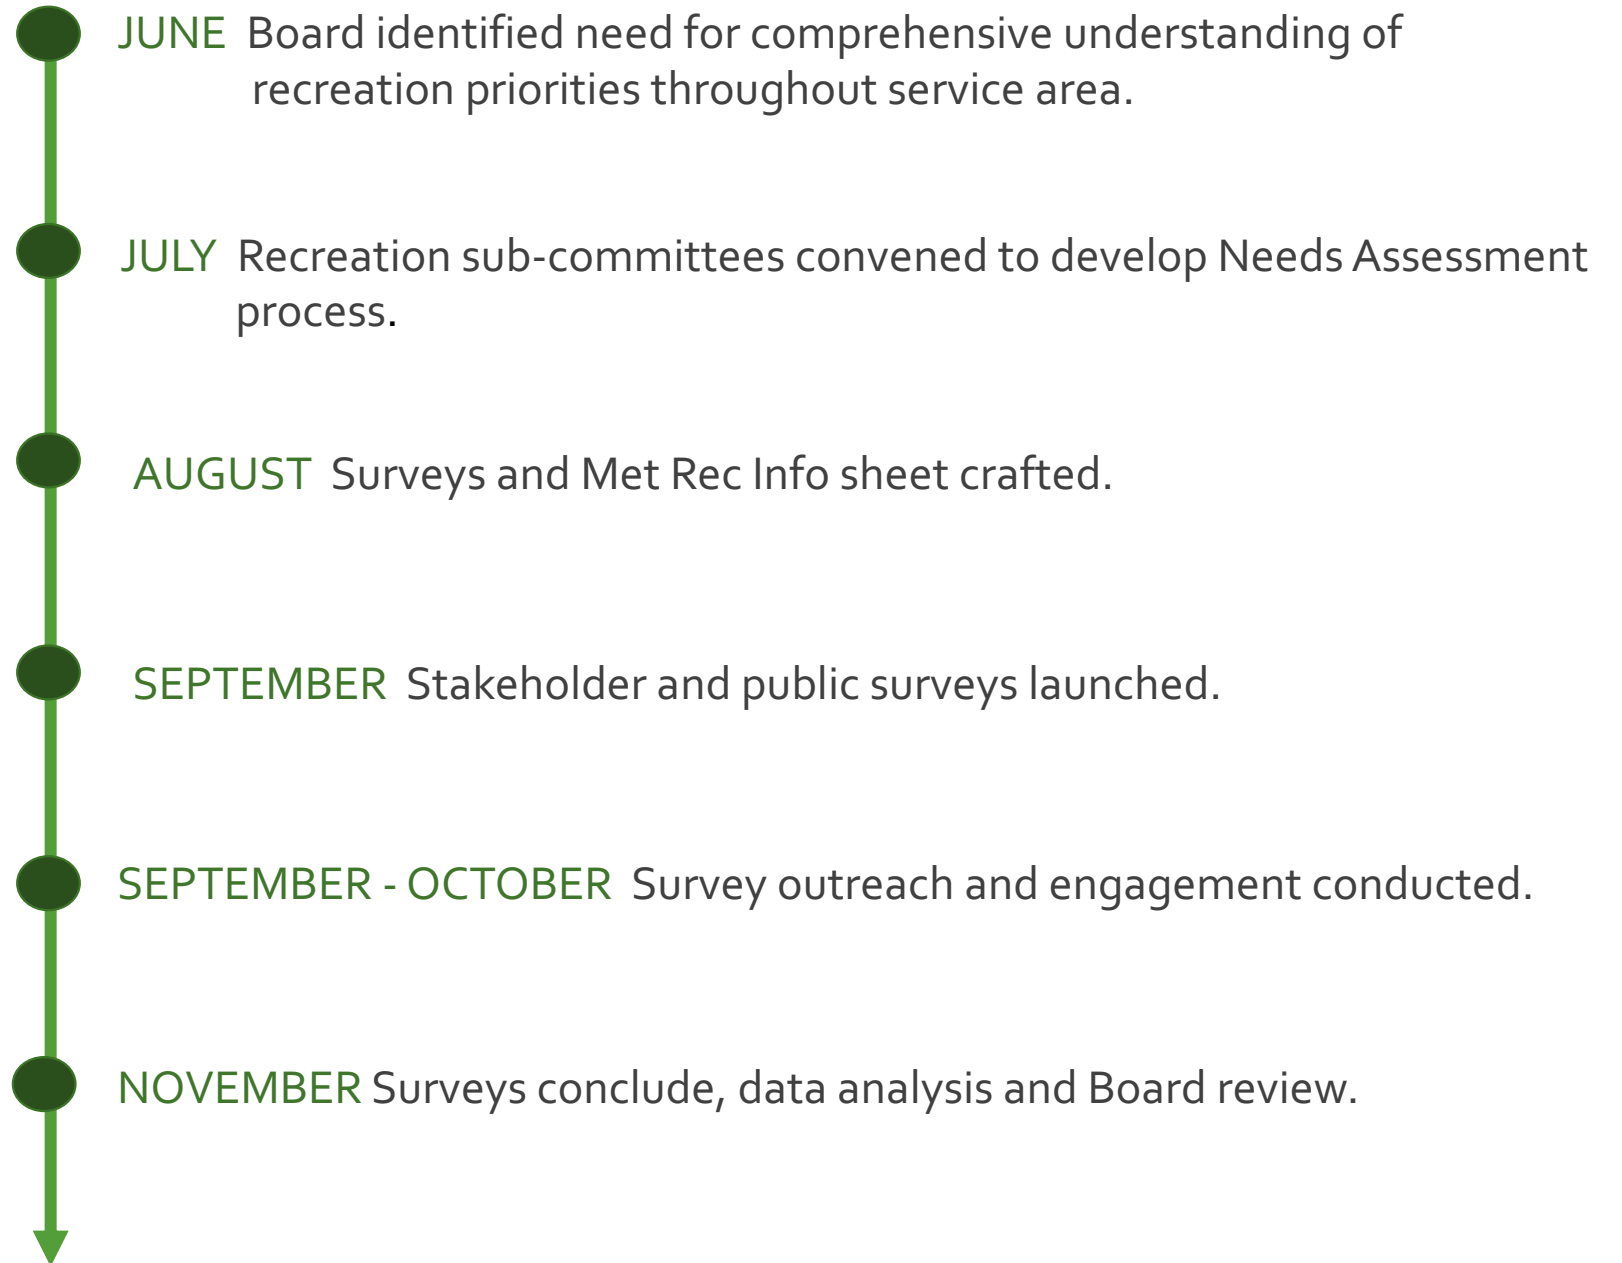 JUNE Board identified need for comprehensive understanding of
recreation priorities throughout service area.
JULY Recreation sub-committees convened to develop Needs Assessment
process.
AUGUST Surveys and Met Rec Info sheet crafted.
SEPTEMBER Stakeholder and public surveys launched.
SEPTEMBER - OCTOBER Survey outreach and engagement conducted.
NOVEMBER Surveys conclude, data analysis and Board review.